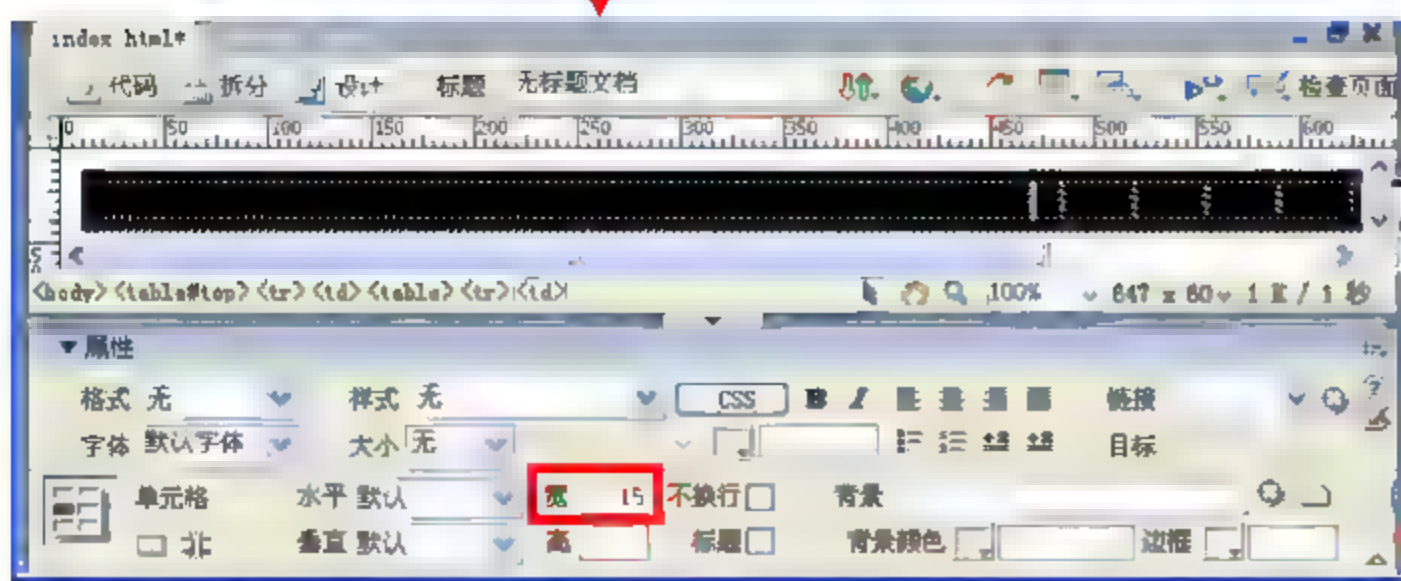 index html*
代码 拆分 设计 标题 无标题文档 检查页面
0 50 100 150 200 250 300 350 400 450 500 550 600
<body> <table#top> <tr> <td> <table> <tr> <td> 100% 847 x 60 1 K / 1 秒
属性
格式 无 样式 无 CSS B I 链接
字体 默认字体 大小 无 目标
单元格 水平 默认 宽 15 不换行 背景
垂直 默认 高 标题 背景颜色 边框